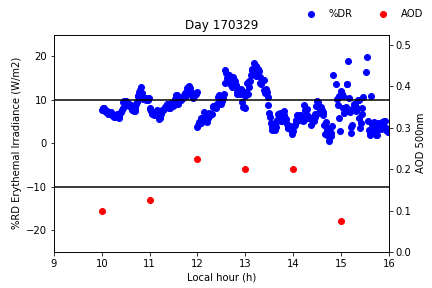 %DR AOD
Day 170329
%RD Erythermal Irradiance (W/m2)
20
10
0
−10
−20
0.5
0.4
0.3
0.2
0.1
0.0
AOD 500nm
9 10 11 12 13 14 15 16
Local hour (h)